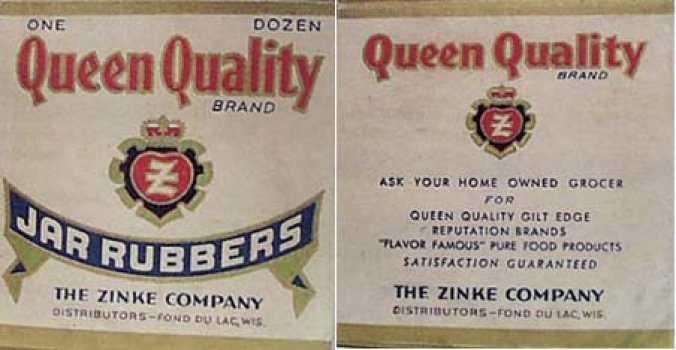 ONE DOZEN
Queen Quality
BRAND
Z
JAR RUBBERS
THE ZINKE COMPANY
DISTRIBUTORS—FOND DU LAC, WIS.
Queen Quality
BRAND
Z
ASK YOUR HOME OWNED GROCER
FOR
QUEEN QUALITY GILT EDGE
REPUTATION BRANDS
"FLAVOR FAMOUS" PURE FOOD PRODUCTS
SATISFACTION GUARANTEED
THE ZINKE COMPANY
DISTRIBUTORS—FOND DU LAC, WIS.